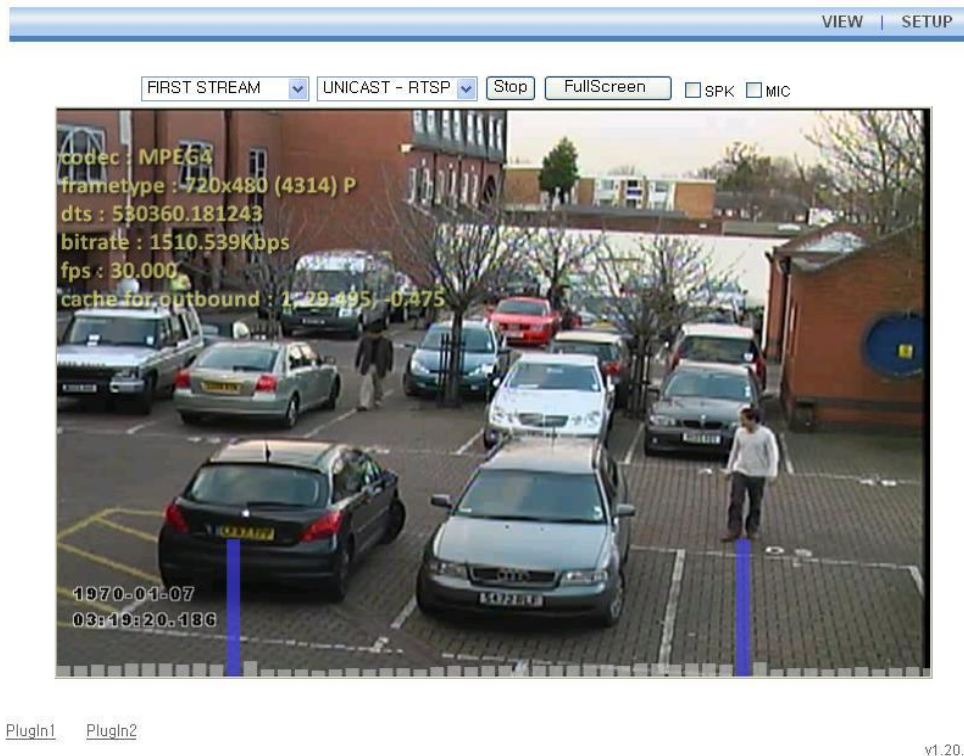 VIEW | SETUP
FIRST STREAM UNICAST - RTSP Stop FullScreen SPK MIC
codec : MPEG4
frametype : 720x480 (4314) P
dts : 530360.181243
bitrate : 1510.539Kbps
fps : 30.000
cache for outbound : 1, 29.495, -0.475
S472RLF
1970-01-07
03:19:20.186
PlugIn1 PlugIn2
v1.20.